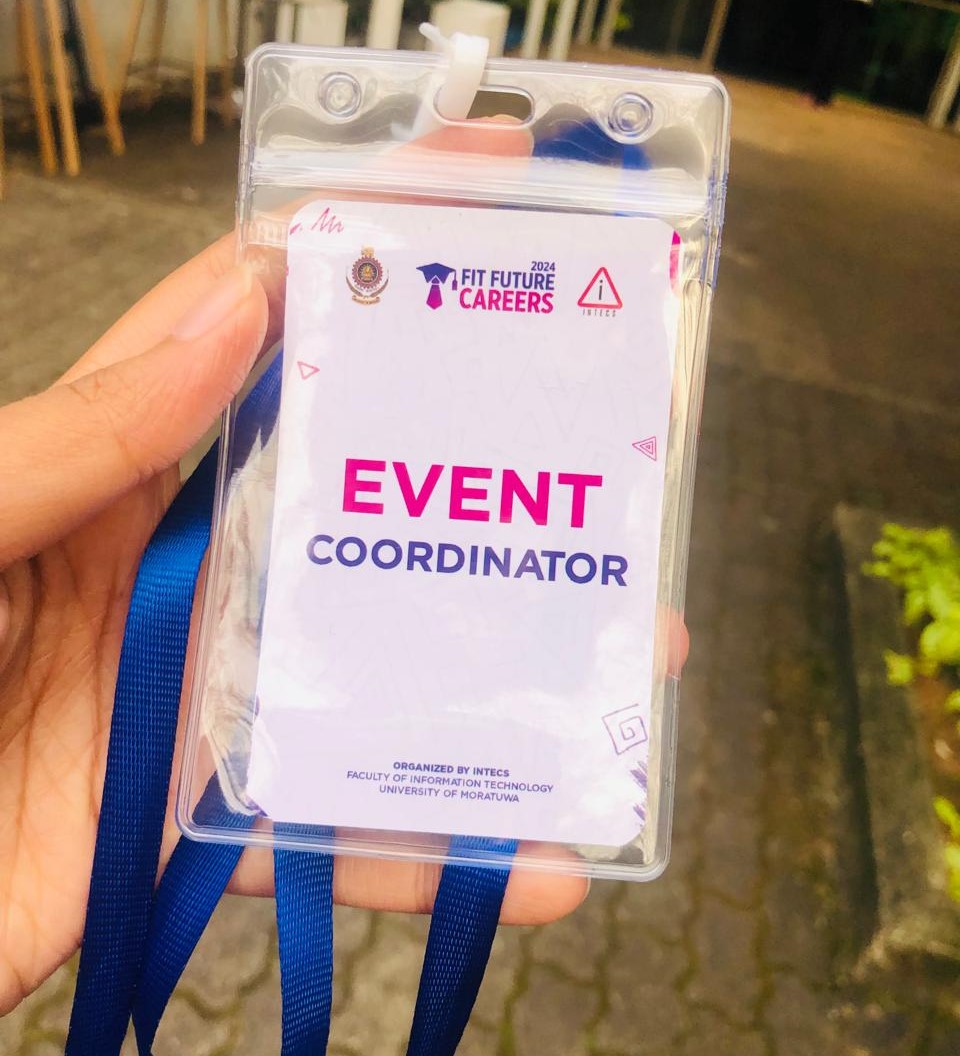 2024
FIT FUTURE
CAREERS
INTECS
EVENT
COORDINATOR
ORGANIZED BY INTECS
FACULTY OF INFORMATION TECHNOLOGY
UNIVERSITY OF MORATUWA